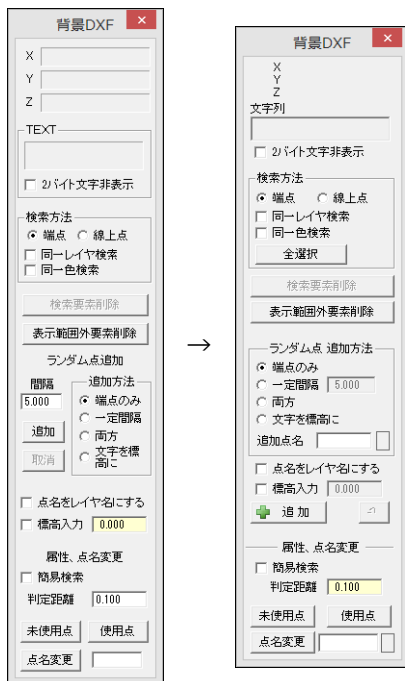 背景DXF
X
Y
Z
TEXT
2バイト文字非表示
検索方法
端点 線上点
同一レイヤ検索
同一色検索
検索要素削除
表示範囲外要素削除
ランダム点追加
間隔
5.000
追加
取消
追加方法
端点のみ
一定間隔
両方
文字を標
高に
点名をレイヤ名にする
標高入力 0.000
属性、点名変更
簡易検索
判定距離 0.100
未使用点 使用点
点名変更
→
背景DXF
X
Y
Z
文字列
2バイト文字非表示
検索方法
端点 線上点
同一レイヤ検索
同一色検索
全選択
検索要素削除
表示範囲外要素削除
ランダム点 追加方法
端点のみ
一定間隔 5.000
両方
文字を標高に
追加点名
点名をレイヤ名にする
標高入力 0.000
追加
属性、点名変更
簡易検索
判定距離 0.100
未使用点 使用点
点名変更